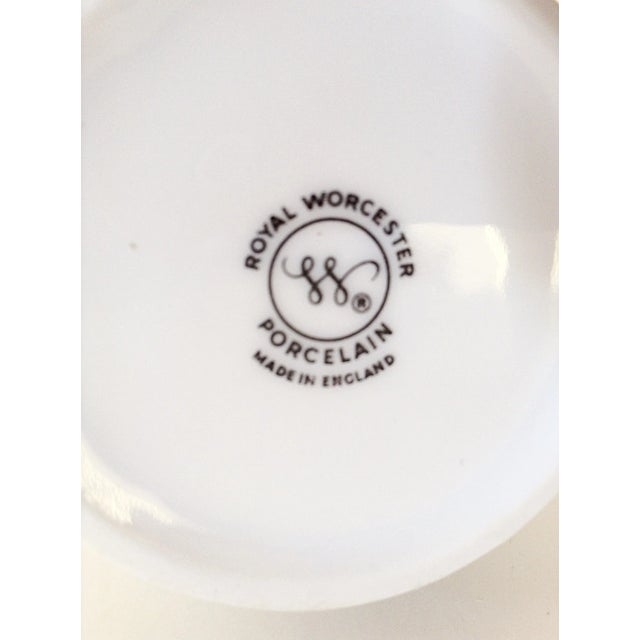 ROYAL WORCESTER
®
PORCELAIN
MADE IN ENGLAND